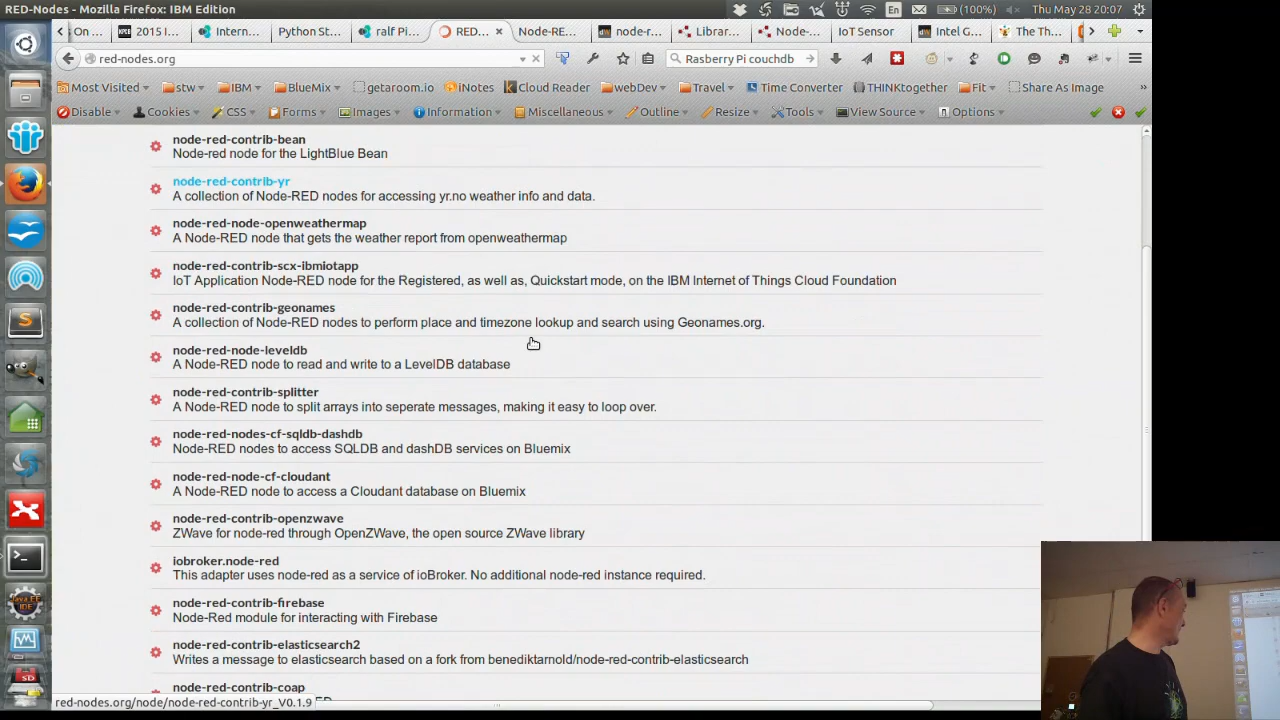 RED-Nodes - Mozilla Firefox: IBM Edition
En
(100%)
Thu May 28 20:07
On ...
2015 I...
Intern...
Python St...
ralf Pi...
RED...
Node-RE...
node-r...
Librar...
Node-...
IoT Sensor
Intel G...
The Th...
red-nodes.org
Rasberry Pi couchdb
Most Visited
stw
IBM
BlueMix
getaroom.io
iNotes
Cloud Reader
webDev
Travel
Time Converter
THINKtogether
Fit
Share As Image
Disable
Cookies
CSS
Forms
Images
Information
Miscellaneous
Outline
Resize
Tools
View Source
Options
node-red-contrib-bean
Node-red node for the LightBlue Bean
node-red-contrib-yr
A collection of Node-RED nodes for accessing yr.no weather info and data.
node-red-node-openweathermap
A Node-RED node that gets the weather report from openweathermap
node-red-contrib-scx-ibmiotapp
IoT Application Node-RED node for the Registered, as well as, Quickstart mode, on the IBM Internet of Things Cloud Foundation
node-red-contrib-geonames
A collection of Node-RED nodes to perform place and timezone lookup and search using Geonames.org.
node-red-node-leveldb
A Node-RED node to read and write to a LevelDB database
node-red-contrib-splitter
A Node-RED node to split arrays into seperate messages, making it easy to loop over.
node-red-nodes-cf-sqldb-dashdb
Node-RED nodes to access SQLDB and dashDB services on Bluemix
node-red-node-cf-cloudant
A Node-RED node to access a Cloudant database on Bluemix
node-red-contrib-openzwave
ZWave for node-red through OpenZWave, the open source ZWave library
iobroker.node-red
This adapter uses node-red as a service of ioBroker. No additional node-red instance required.
node-red-contrib-firebase
Node-Red module for interacting with Firebase
node-red-contrib-elasticsearch2
Writes a message to elasticsearch based on a fork from benediktarnold/node-red-contrib-elasticsearch
node-red-contrib-coap
red-nodes.org/node/node-red-contrib-yr_V0.1.9